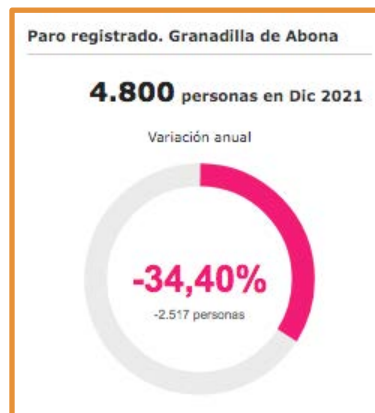 Paro registrado. Granadilla de Abona
4.800 personas en Dic 2021
Variación anual
-34,40%
-2.517 personas